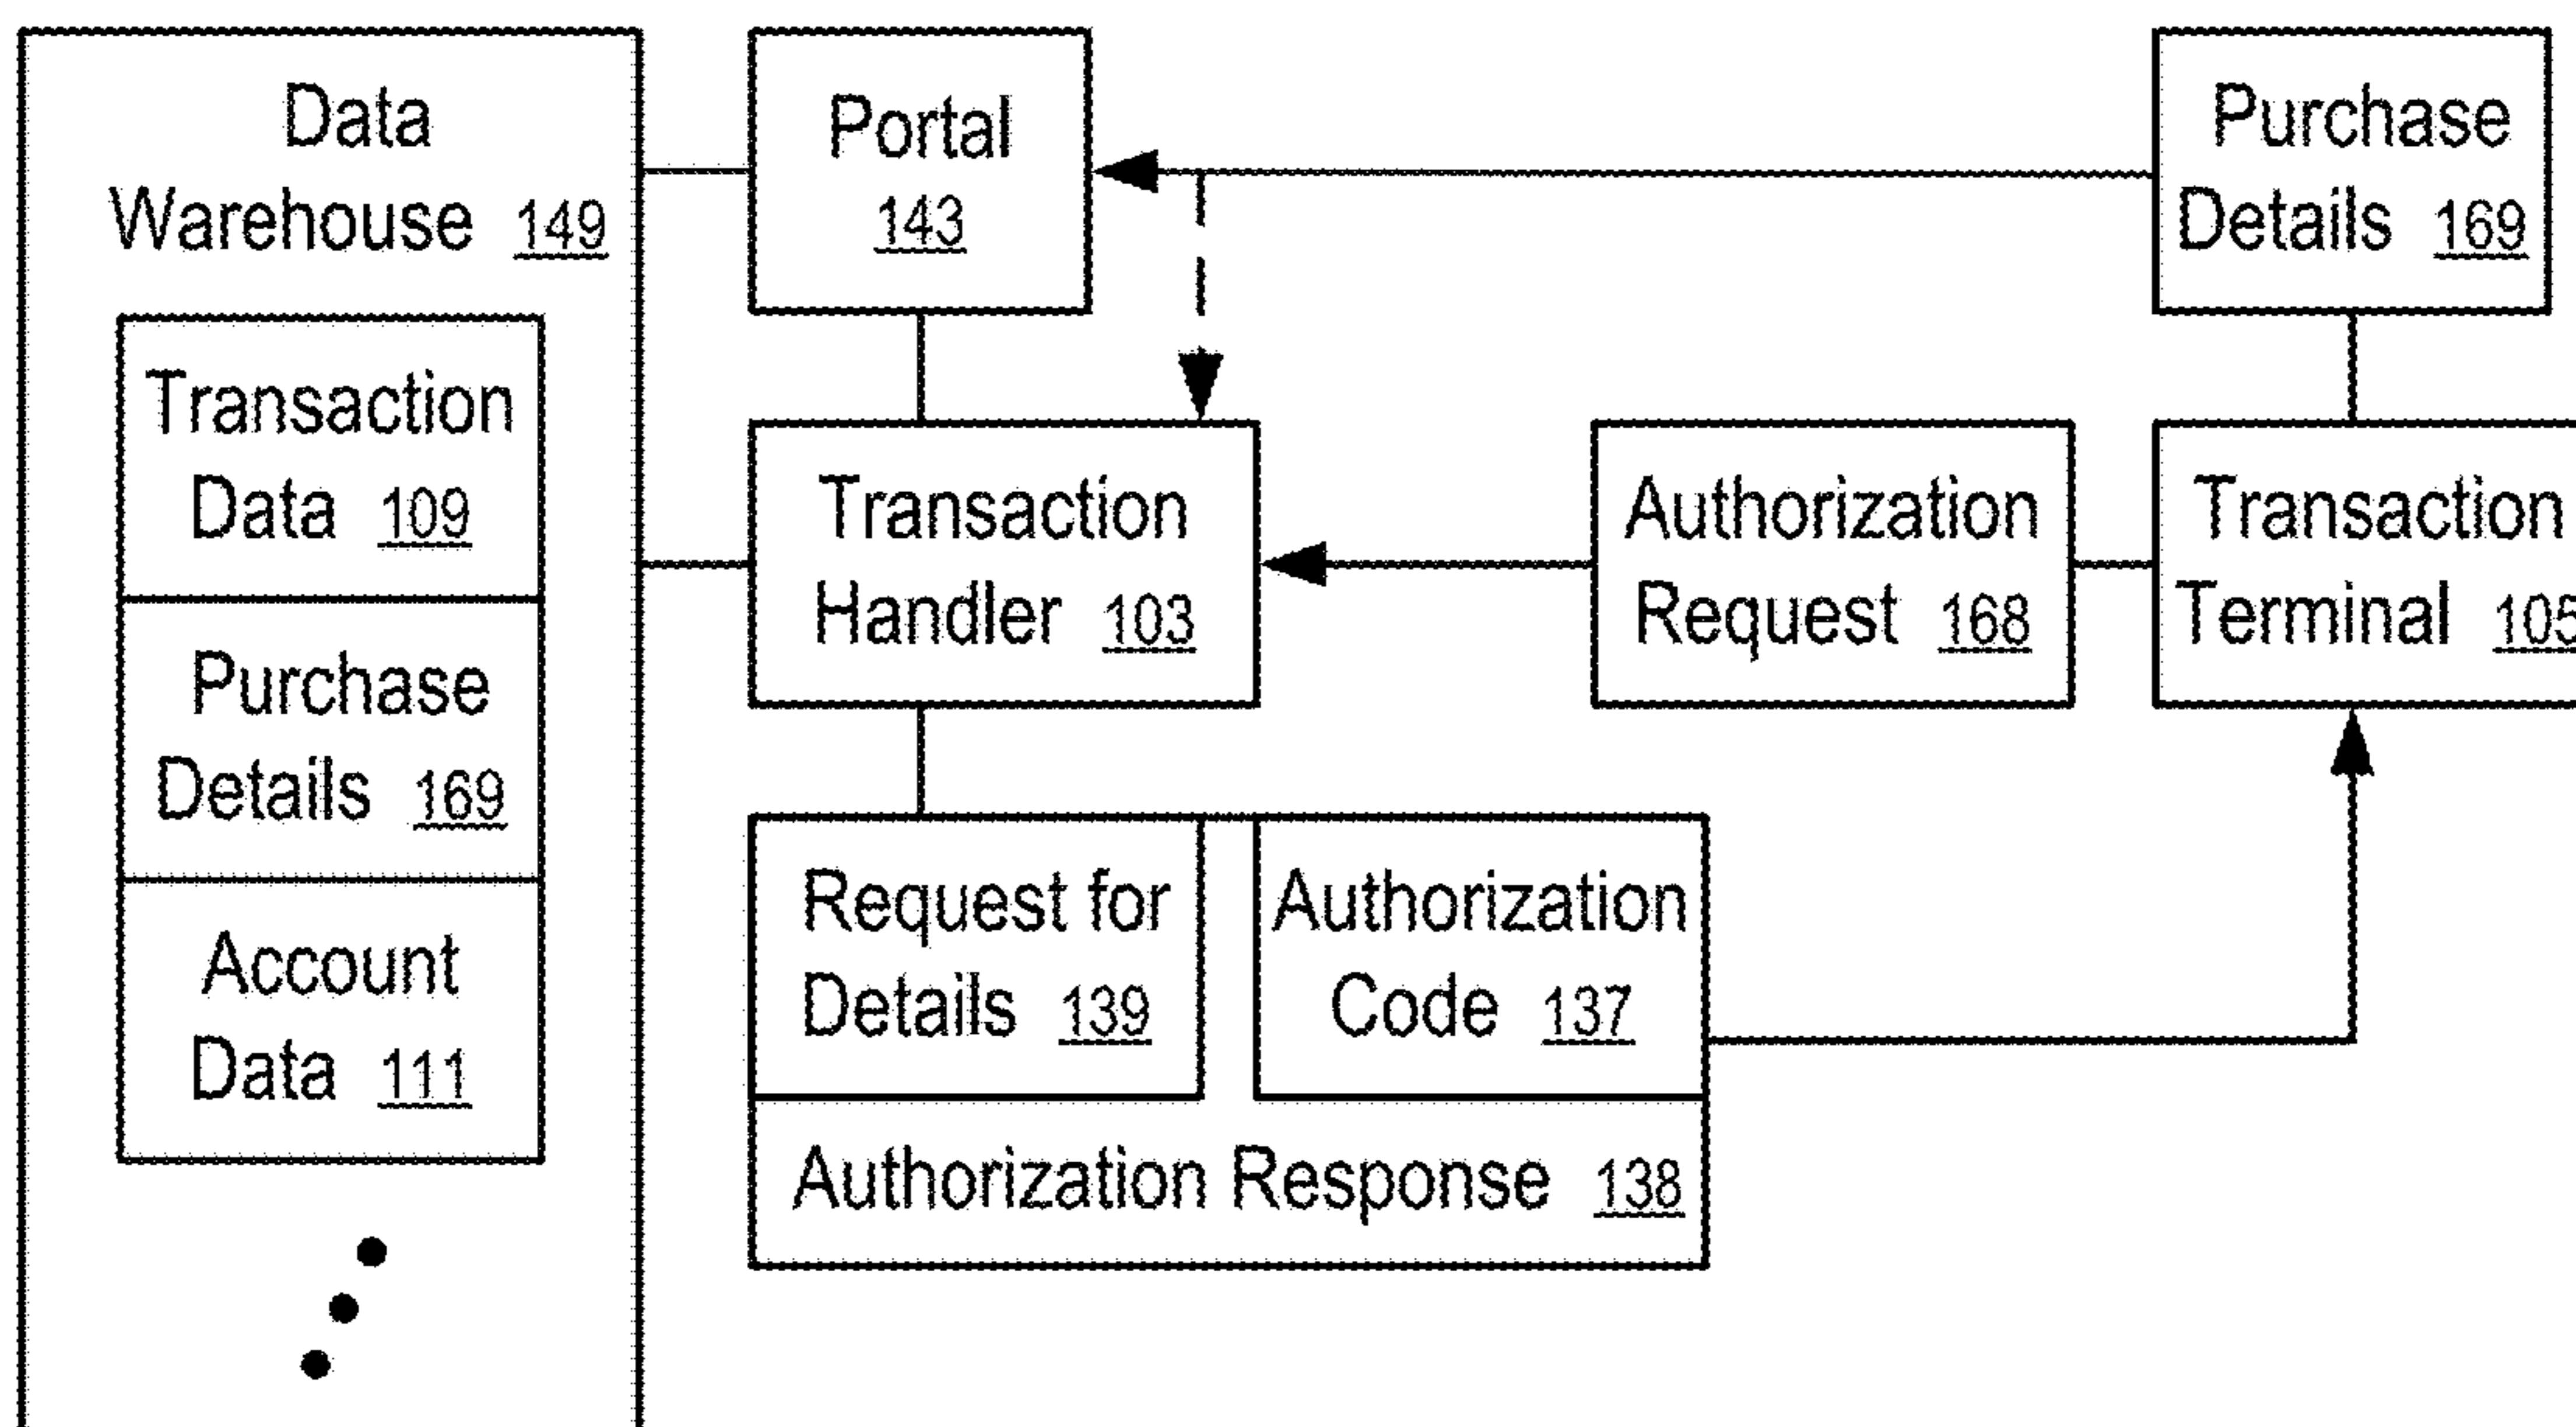 Data
Warehouse 149
Transaction
Data 109
Purchase
Details 169
Account
Data 111
Portal
143
Purchase
Details 169
Transaction
Handler 103
Authorization
Request 168
Transaction
Terminal 105
Request for
Details 139
Authorization
Code 137
Authorization Response 138